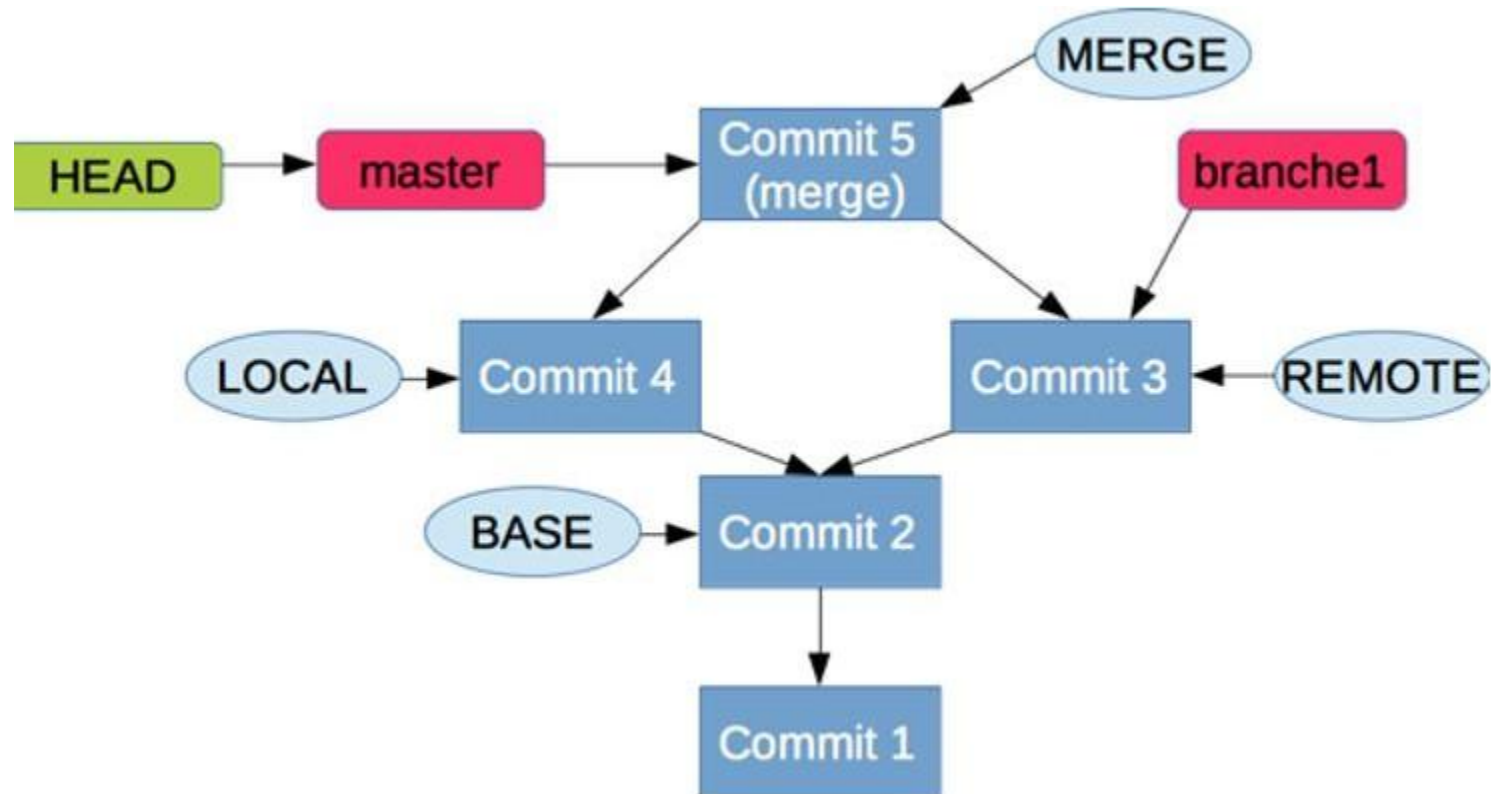 MERGE
HEAD
master
Commit 5
(merge)
branche1
LOCAL
Commit 4
Commit 3
REMOTE
BASE
Commit 2
Commit 1